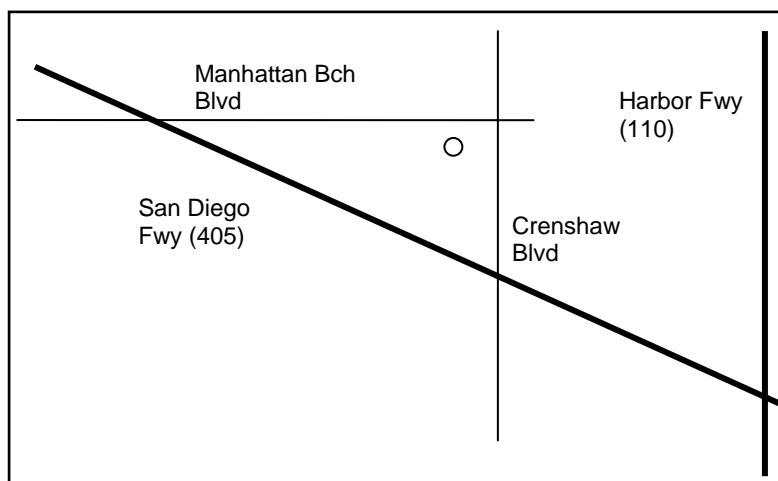 Manhattan Bch
Blvd
Harbor Fwy
(110)
San Diego
Fwy (405)
Crenshaw
Blvd